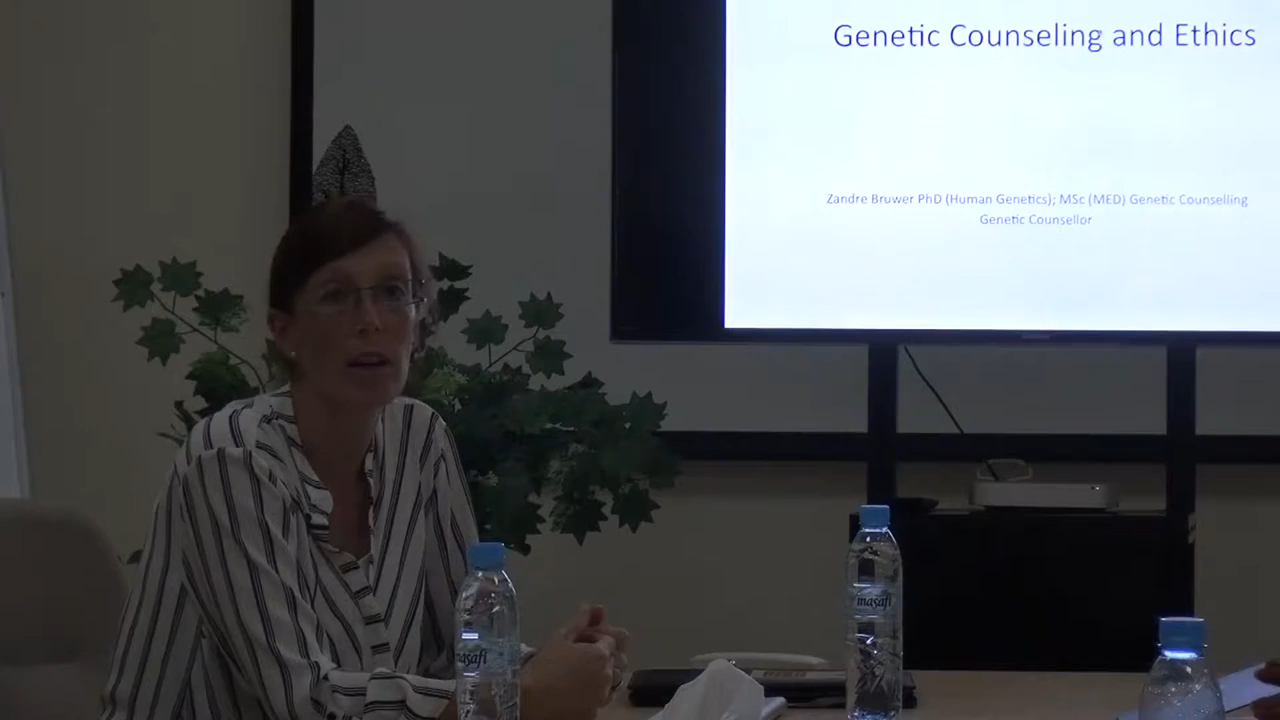 Genetic Counseling and Ethics
Zandre Bruwer PhD (Human Genetics); MSc (MED) Genetic Counselling
Genetic Counsellor
masafi
masafi